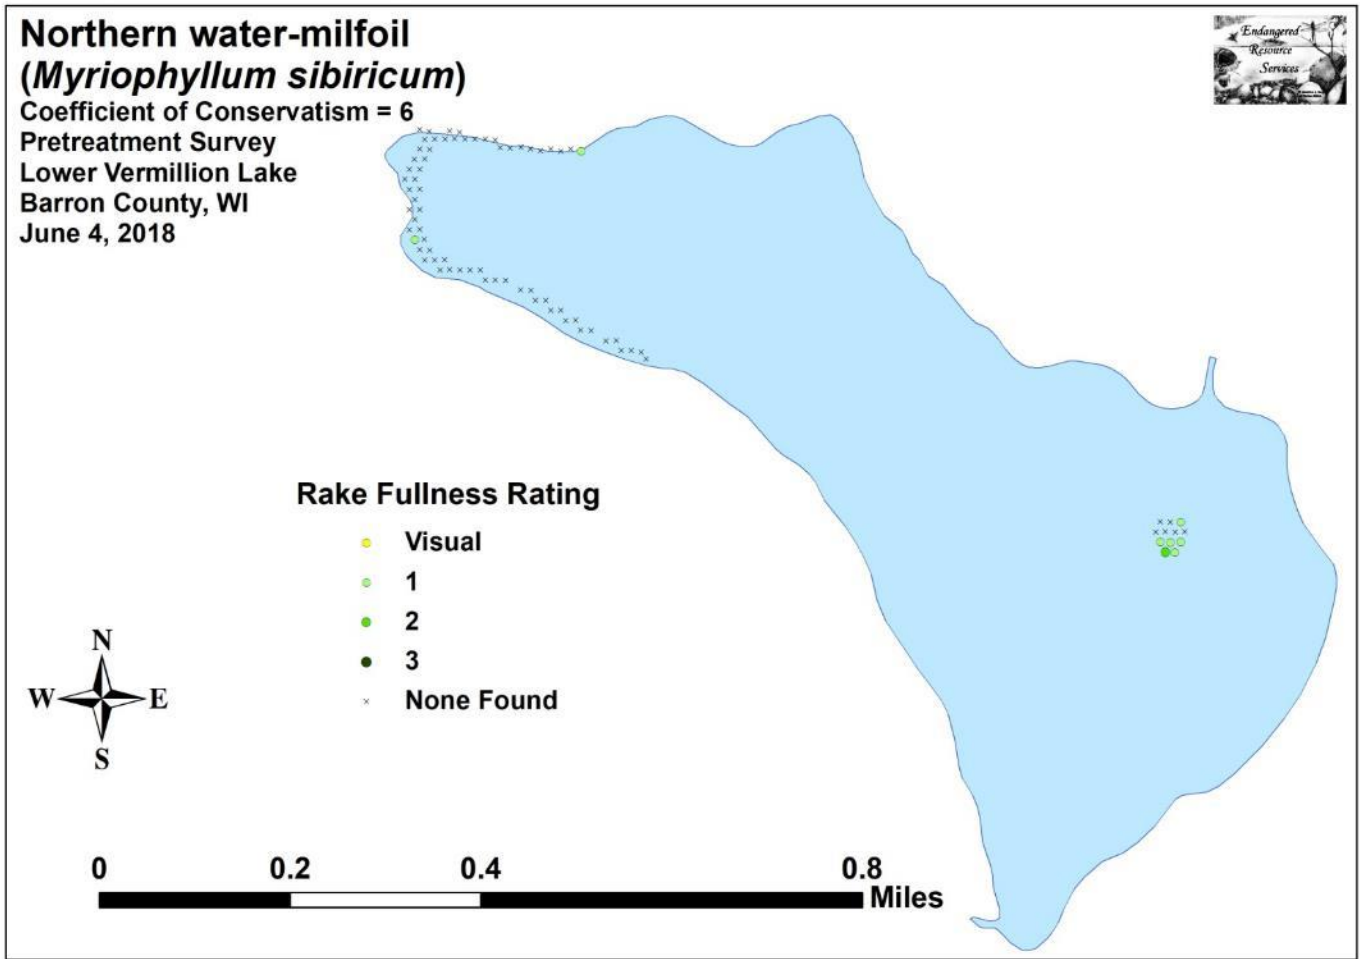 Northern water-milfoil
(Myriophyllum sibiricum)
Coefficient of Conservatism = 6
Pretreatment Survey
Lower Vermillion Lake
Barron County, WI
June 4, 2018
Endangered
Resource
Services
Rake Fullness Rating
Visual
1
2
3
None Found
N
W E
S
0 0.2 0.4 0.8
Miles